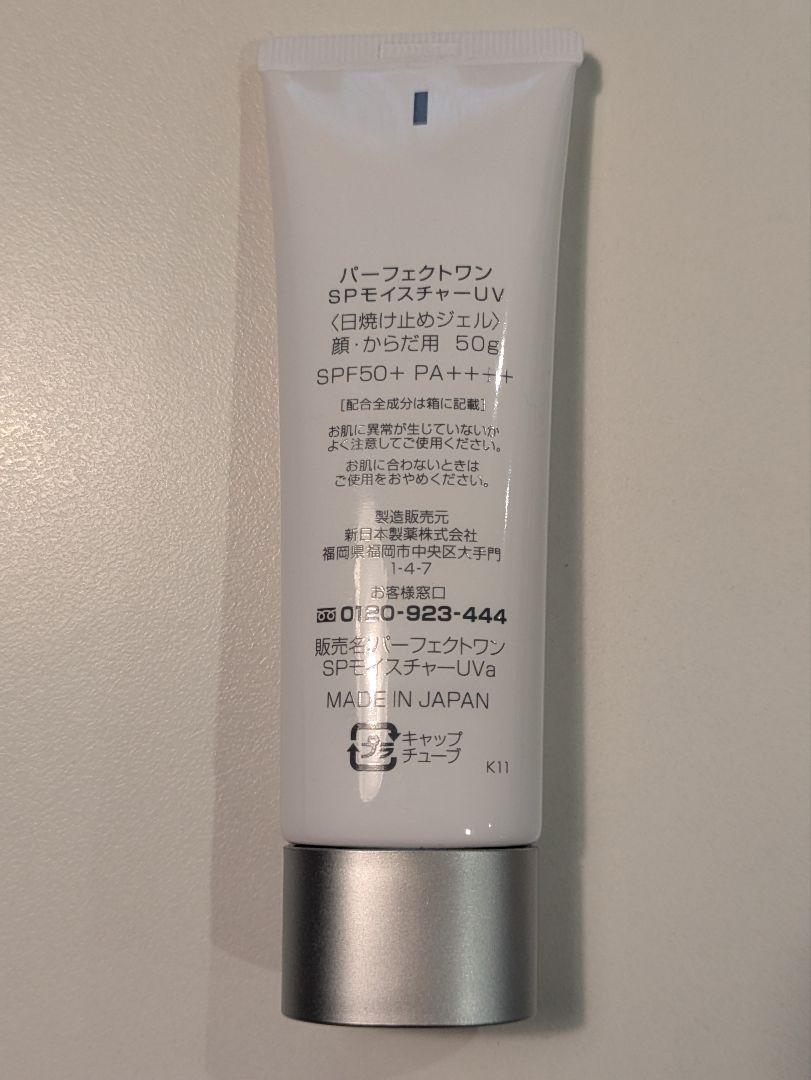 パーフェクトワン
SPモイスチャーUV
〈日焼け止めジェル〉
顔・からだ用 50g
SPF50+ PA++++
[配合全成分は箱に記載]
お肌に異常が生じていないか
よく注意してご使用ください。
お肌に合わないときは
ご使用をおやめください。
製造販売元
新日本製薬株式会社
福岡県福岡市中央区大手門
1-4-7
お客様窓口
0120-923-444
販売名:パーフェクトワン
SPモイスチャーUVa
MADE IN JAPAN
プラ
キャップ
チューブ
K11